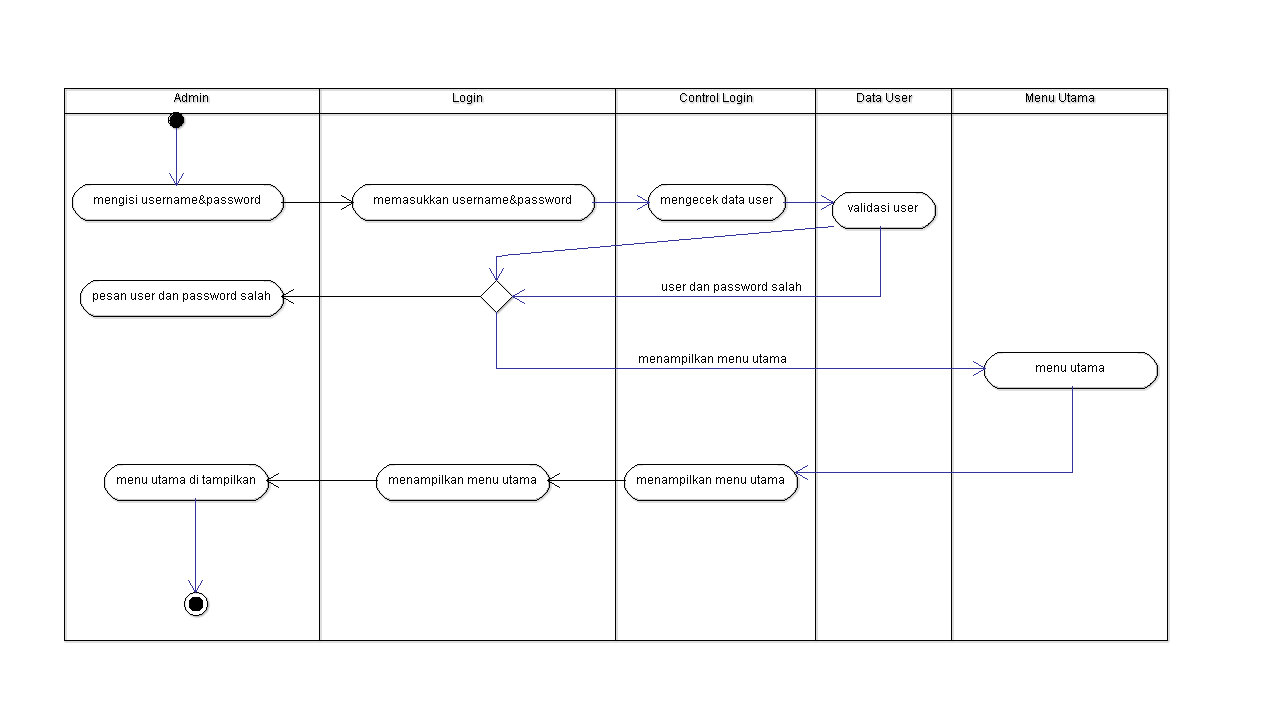 Admin
Login
Control Login
Data User
Menu Utama
mengisi username&password
memasukkan username&password
mengecek data user
validasi user
pesan user dan password salah
user dan password salah
menampilkan menu utama
menu utama
menu utama di tampilkan
menampilkan menu utama
menampilkan menu utama